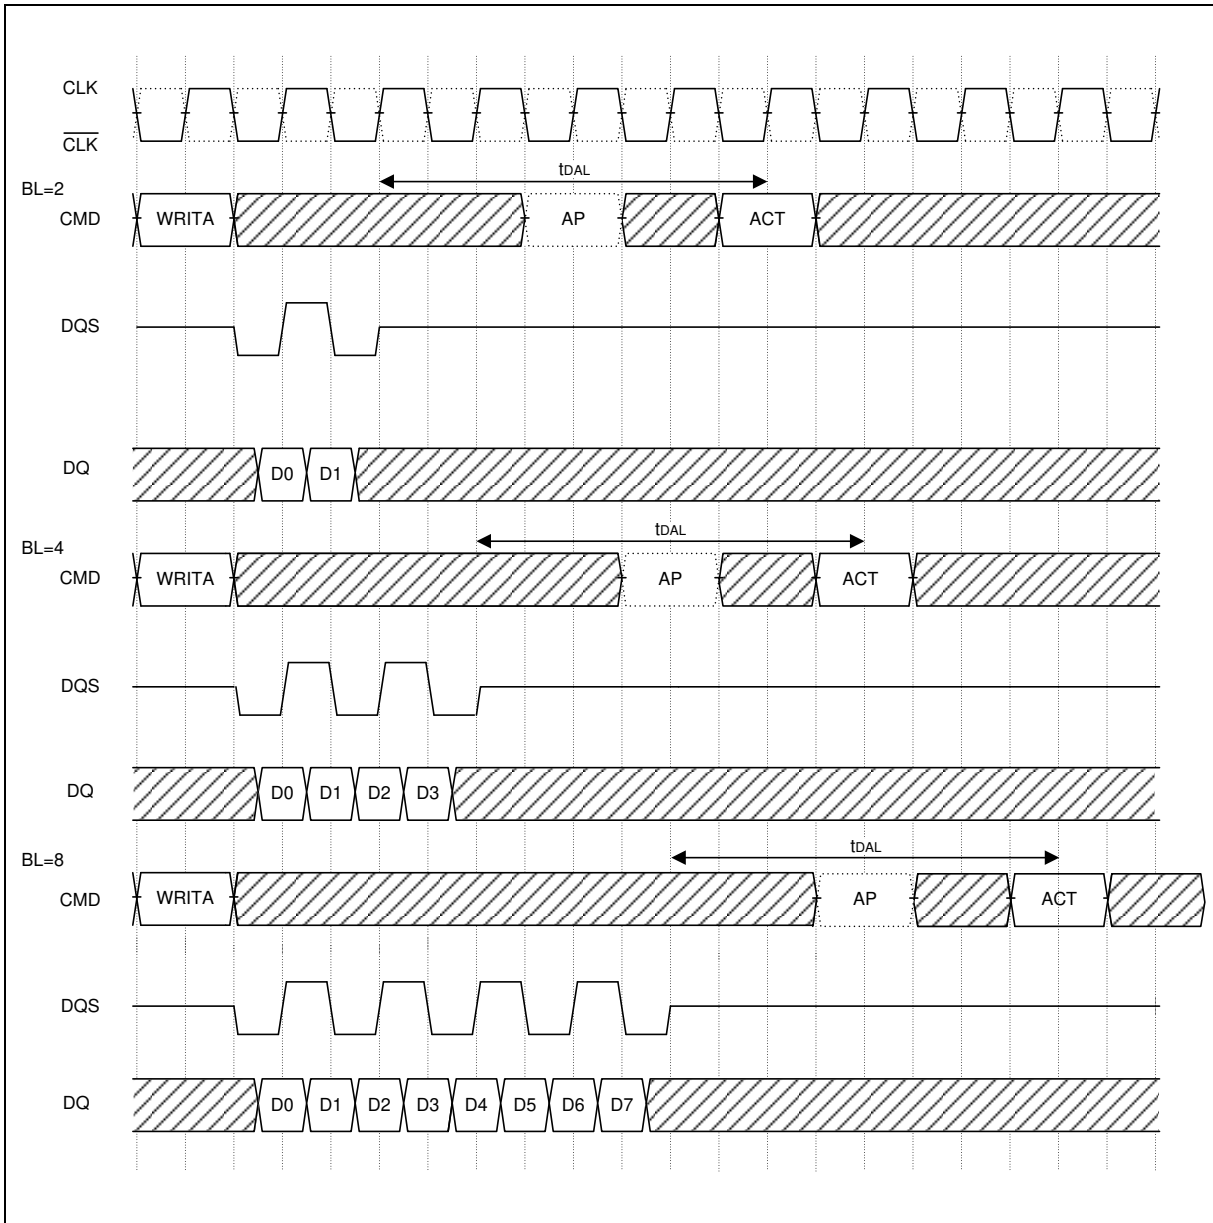 CLK
CLK
tDAL
BL=2
CMD WRITA AP ACT
DQS
DQ D0 D1
tDAL
BL=4
CMD WRITA AP ACT
DQS
DQ D0 D1 D2 D3
tDAL
BL=8
CMD WRITA AP ACT
DQS
DQ D0 D1 D2 D3 D4 D5 D6 D7